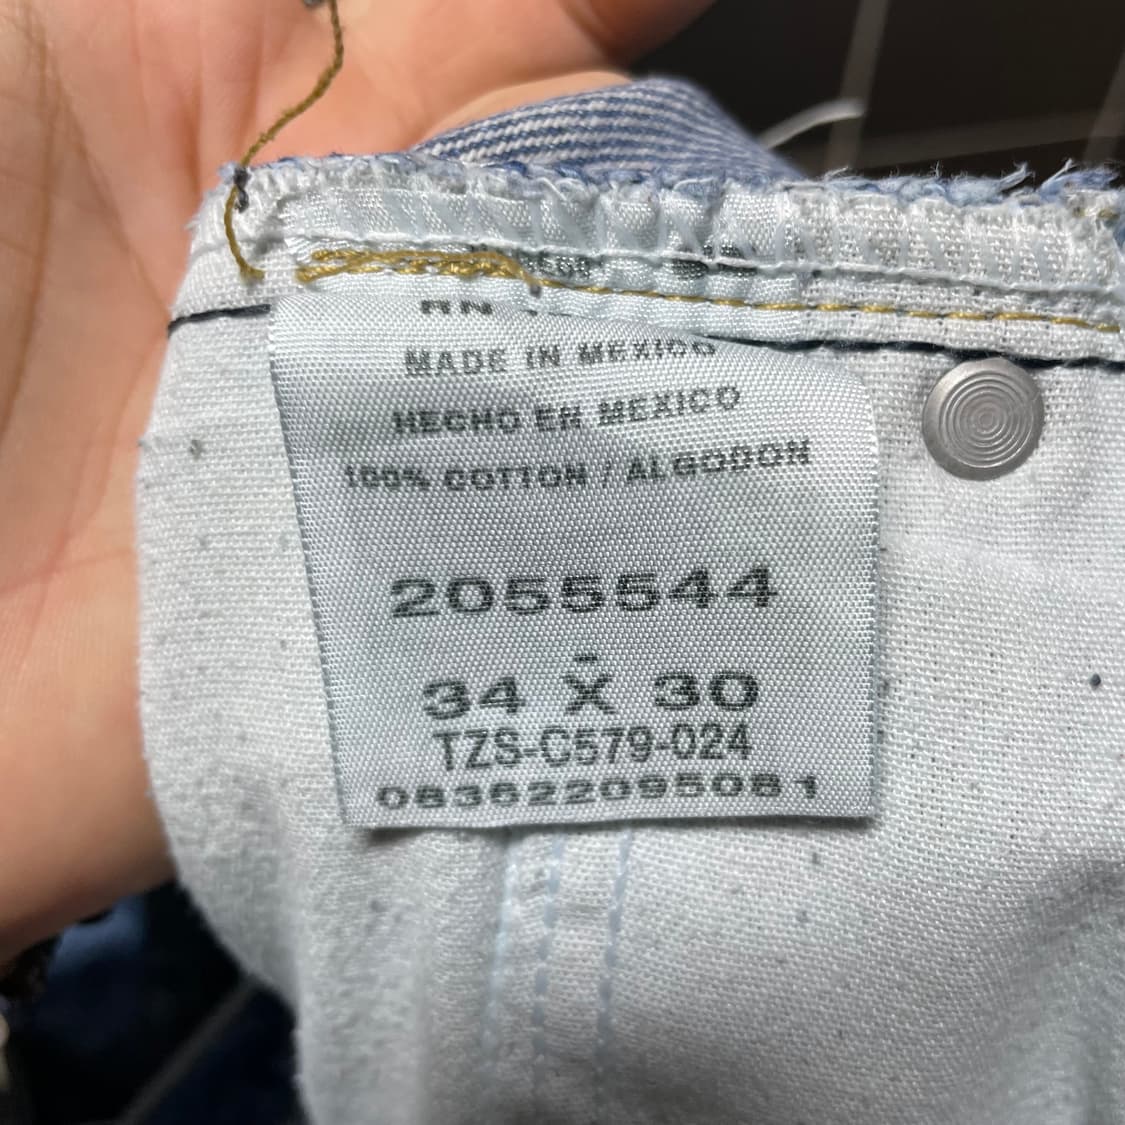 RN
MADE IN MEXICO
HECHO EN MEXICO
100% COTTON / ALGODON
2055544
-
34 X 30
TZS-C579-024
083622095081